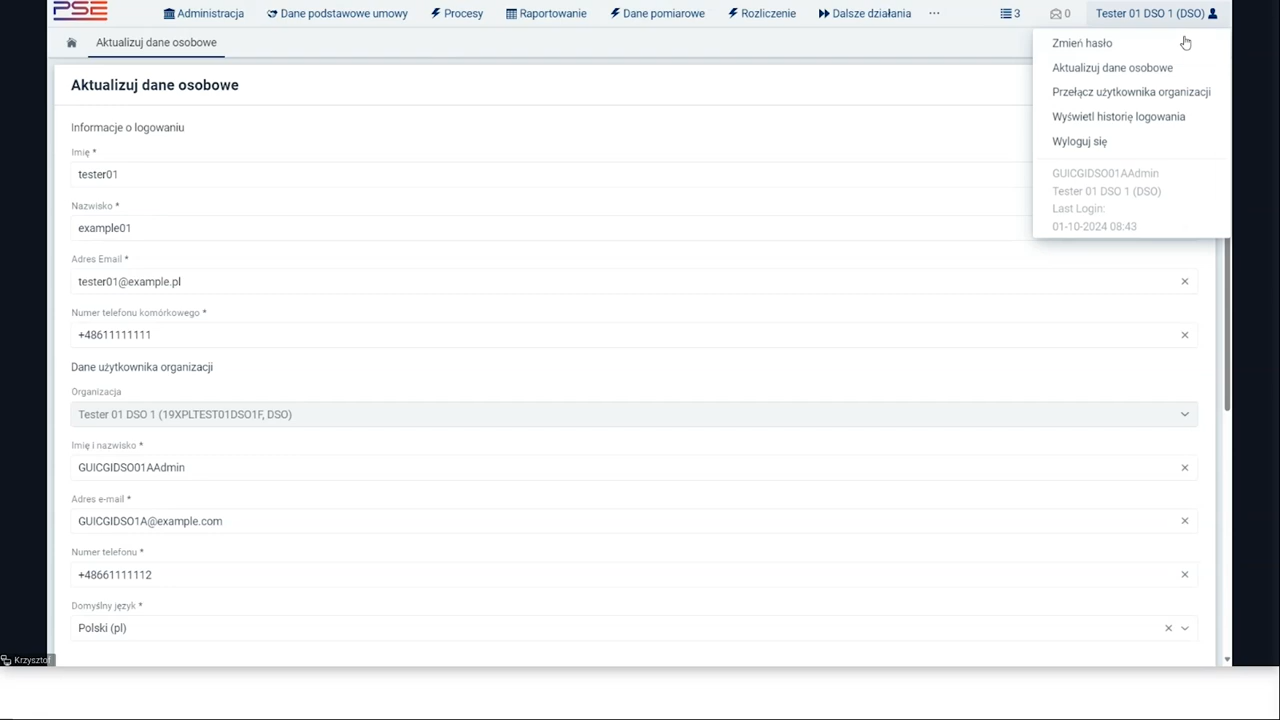 PSE
Administracja Dane podstawowe umowy Procesy Raportowanie Dane pomiarowe Rozliczenie Dalsze działania ... 3 0 Tester 01 DSO 1 (DSO)
Aktualizuj dane osobowe
Zmień hasło
Aktualizuj dane osobowe
Przełącz użytkownika organizacji
Wyświetl historię logowania
Wyloguj się
GUICGIDSO01AAdmin
Tester 01 DSO 1 (DSO)
Last Login:
01-10-2024 08:43
Aktualizuj dane osobowe
Informacje o logowaniu
Imię *
tester01
Nazwisko *
example01
Adres Email *
tester01@example.pl
Numer telefonu komórkowego *
+48611111111
Dane użytkownika organizacji
Organizacja
Tester 01 DSO 1 (19XPLTEST01DSO1F, DSO)
Imię i nazwisko *
GUICGIDSO01AAdmin
Adres e-mail *
GUICGIDSO1A@example.com
Numer telefonu *
+48661111112
Domyślny język *
Polski (pl)
Krzysztof